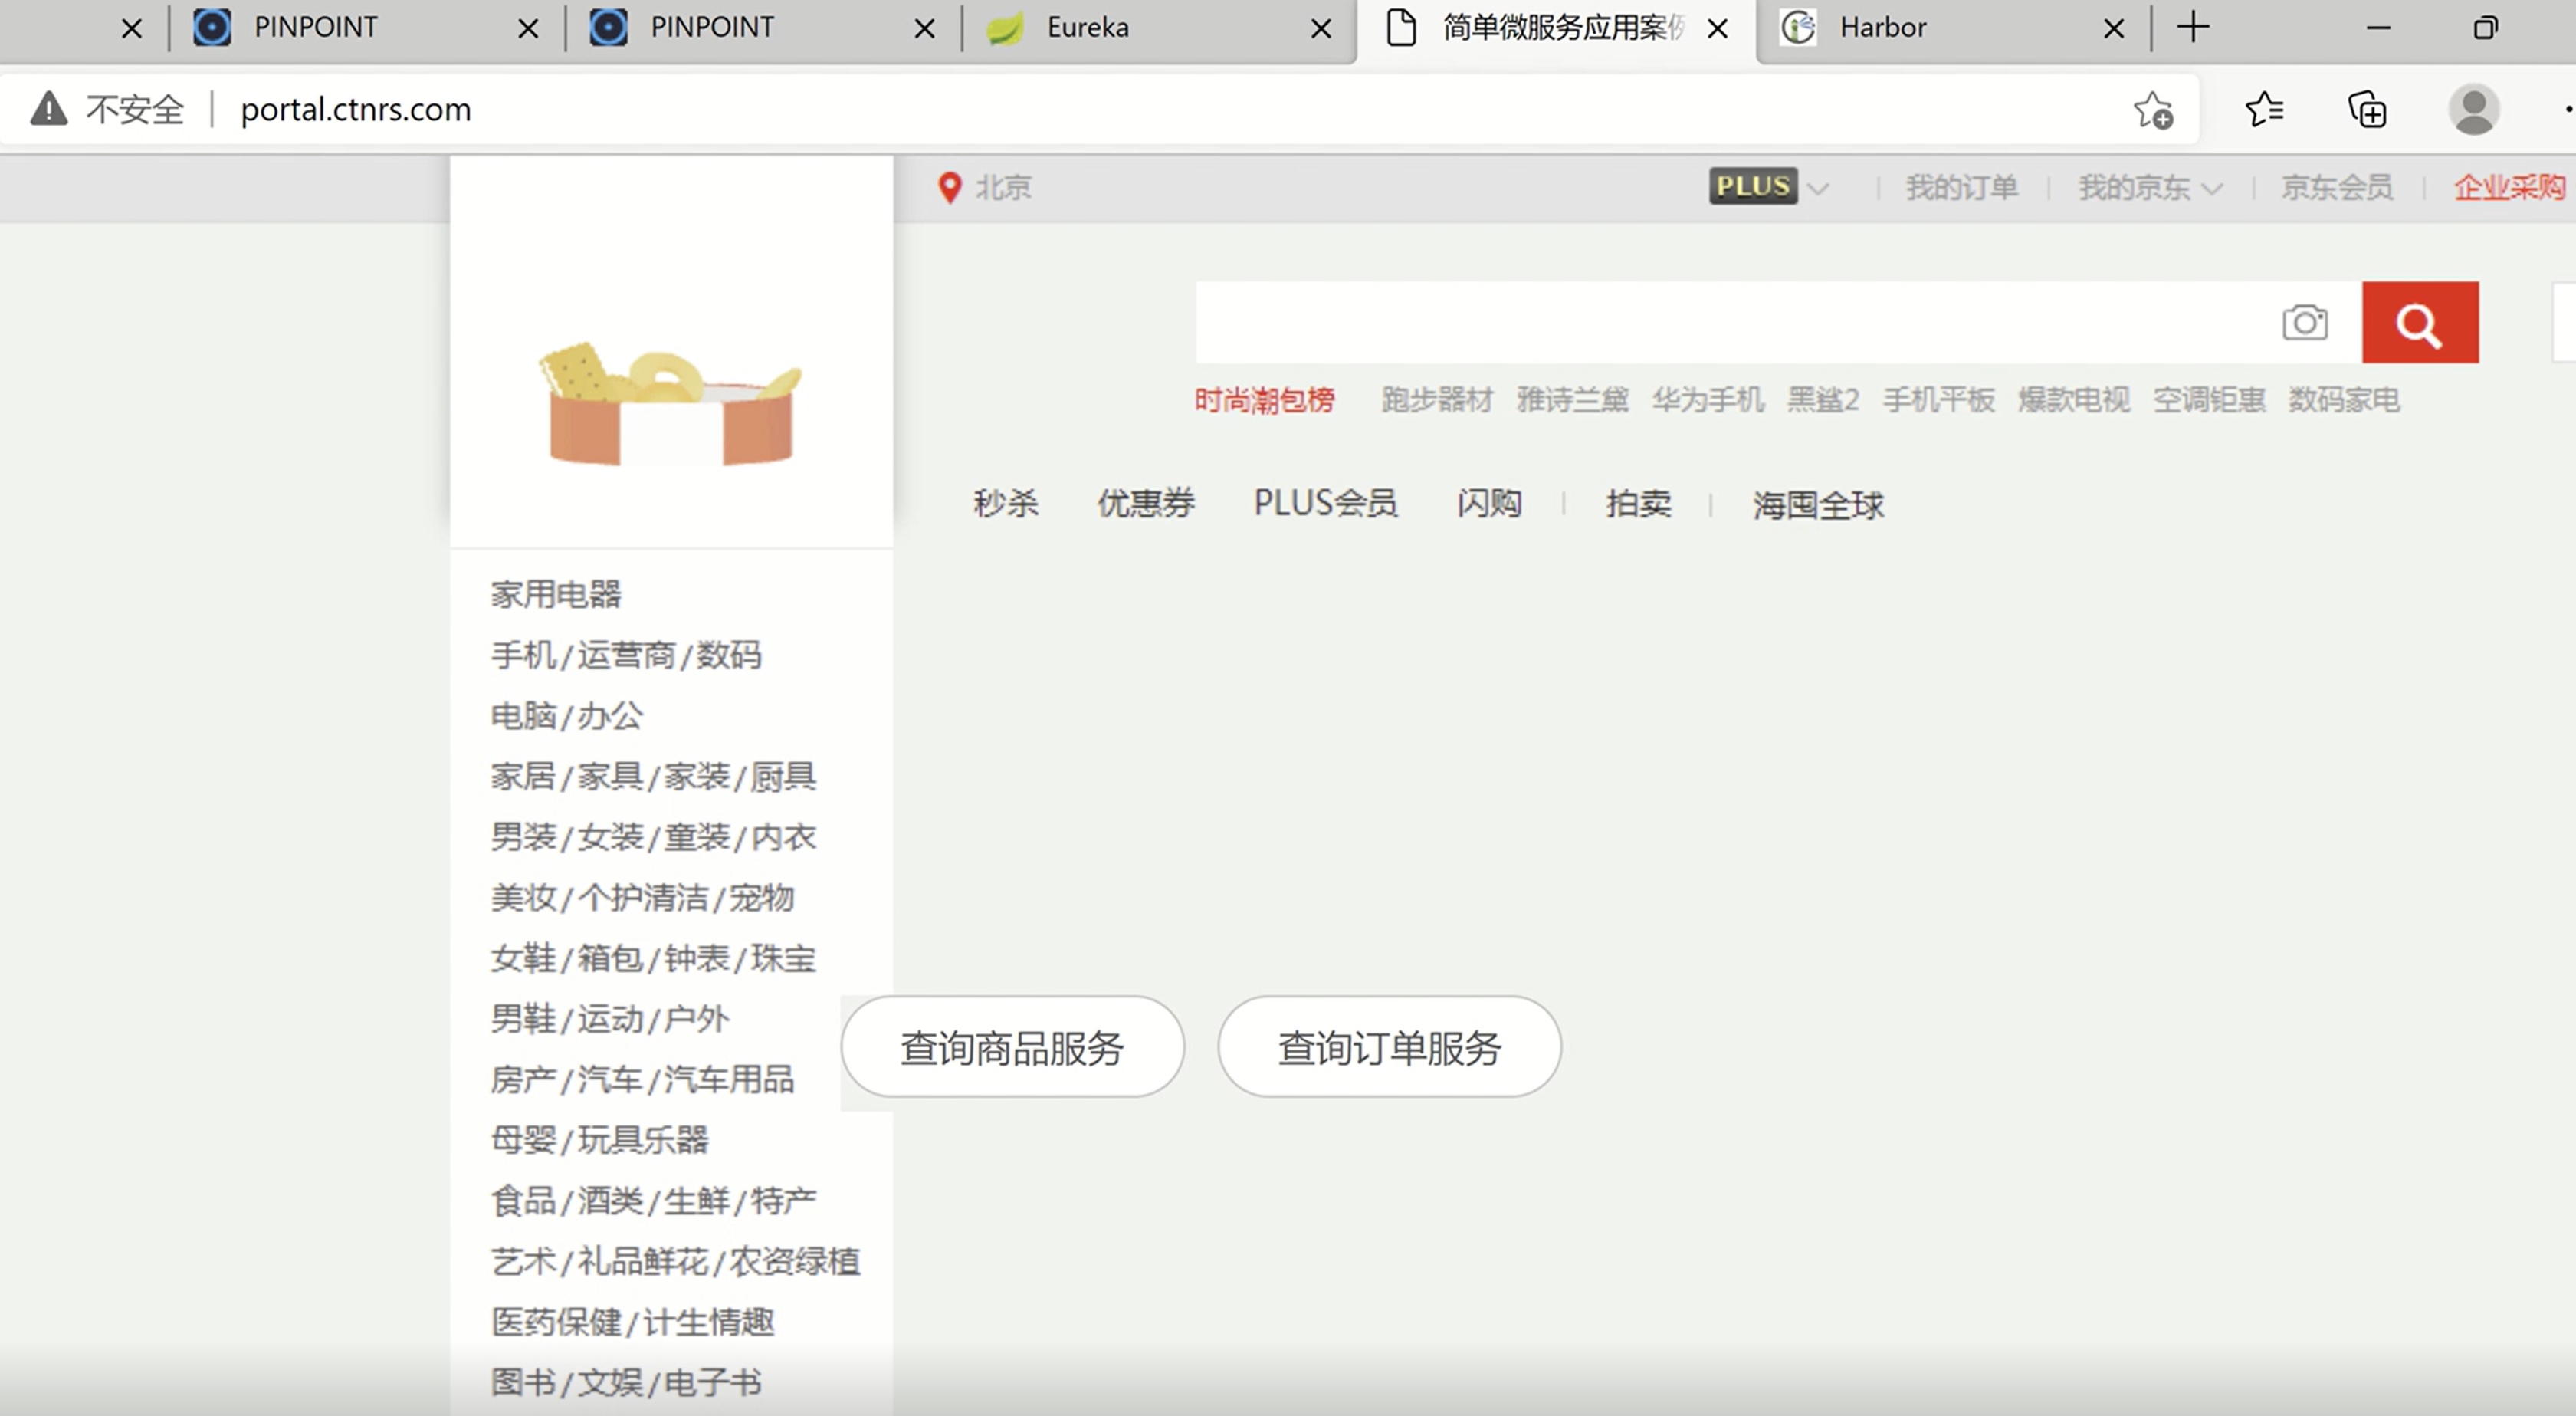 PINPOINT PINPOINT Eureka 简单微服务应用案例 Harbor
不安全 portal.ctnrs.com
北京 PLUS 我的订单 我的京东 京东会员 企业采购
时尚潮包榜 跑步器材 雅诗兰黛 华为手机 黑鲨2 手机平板 爆款电视 空调钜惠 数码家电
秒杀 优惠券 PLUS会员 闪购 拍卖 海囤全球
家用电器
手机/运营商/数码
电脑/办公
家居/家具/家装/厨具
男装/女装/童装/内衣
美妆/个护清洁/宠物
女鞋/箱包/钟表/珠宝
男鞋/运动/户外
查询商品服务 查询订单服务
房产/汽车/汽车用品
母婴/玩具乐器
食品/酒类/生鲜/特产
艺术/礼品鲜花/农资绿植
医药保健/计生情趣
图书/文娱/电子书